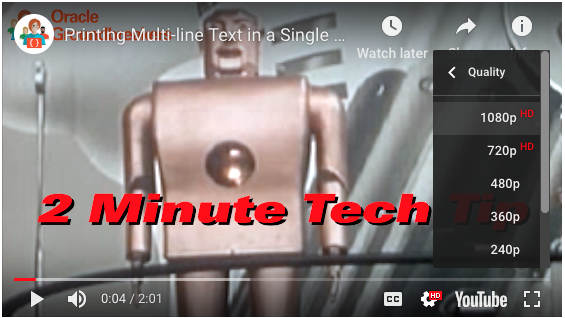 Oracle
Printing Multi-line Text in a Single ...
Watch later
Quality
1080p HD
720p HD
480p
360p
240p
2 Minute Tech Tip
0:04 / 2:01
CC
HD
YouTube